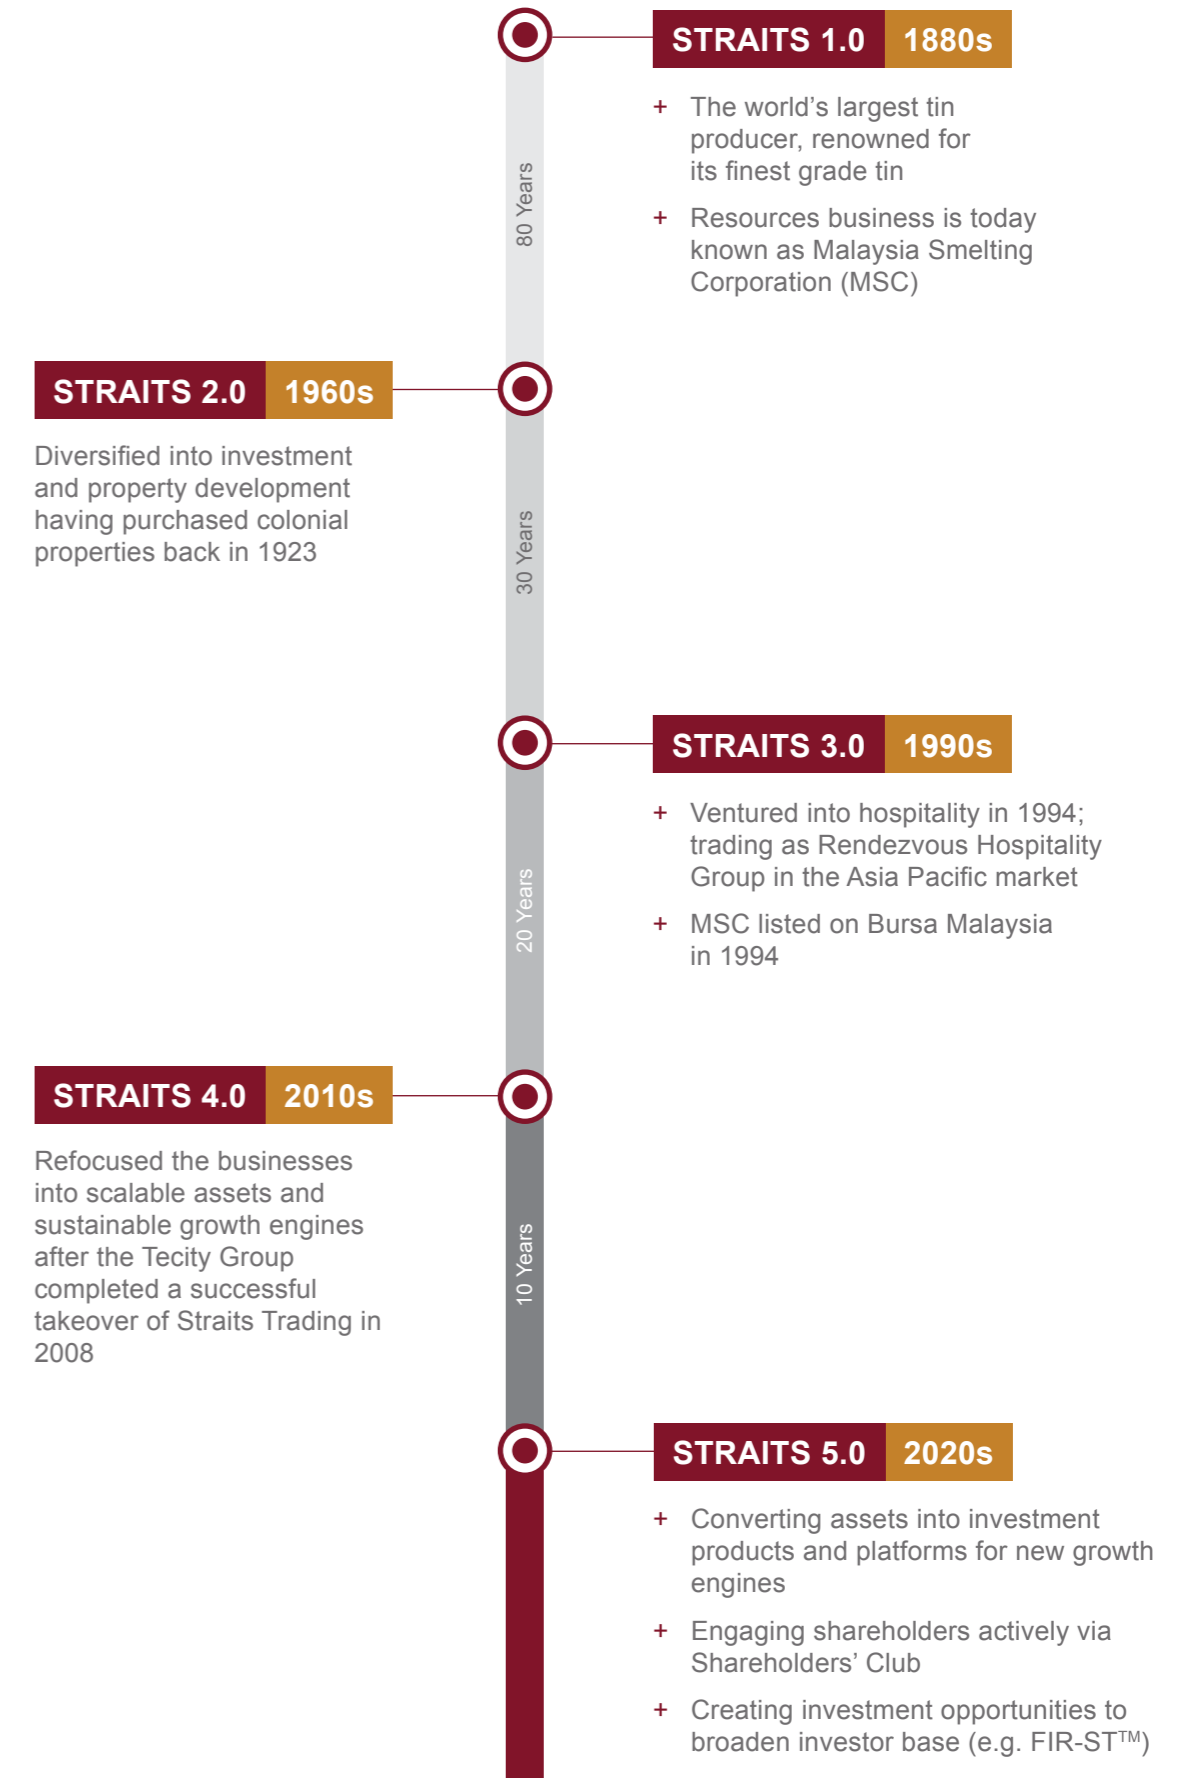 STRAITS 1.0 1880s
+ The world’s largest tin
producer, renowned for
its finest grade tin
+ Resources business is today
known as Malaysia Smelting
Corporation (MSC)
80 Years
STRAITS 2.0 1960s
Diversified into investment
and property development
having purchased colonial
properties back in 1923
30 Years
STRAITS 3.0 1990s
+ Ventured into hospitality in 1994;
trading as Rendezvous Hospitality
Group in the Asia Pacific market
+ MSC listed on Bursa Malaysia
in 1994
20 Years
STRAITS 4.0 2010s
Refocused the businesses
into scalable assets and
sustainable growth engines
after the Tecity Group
completed a successful
takeover of Straits Trading in
2008
10 Years
STRAITS 5.0 2020s
+ Converting assets into investment
products and platforms for new growth
engines
+ Engaging shareholders actively via
Shareholders’ Club
+ Creating investment opportunities to
broaden investor base (e.g. FIR-ST™)